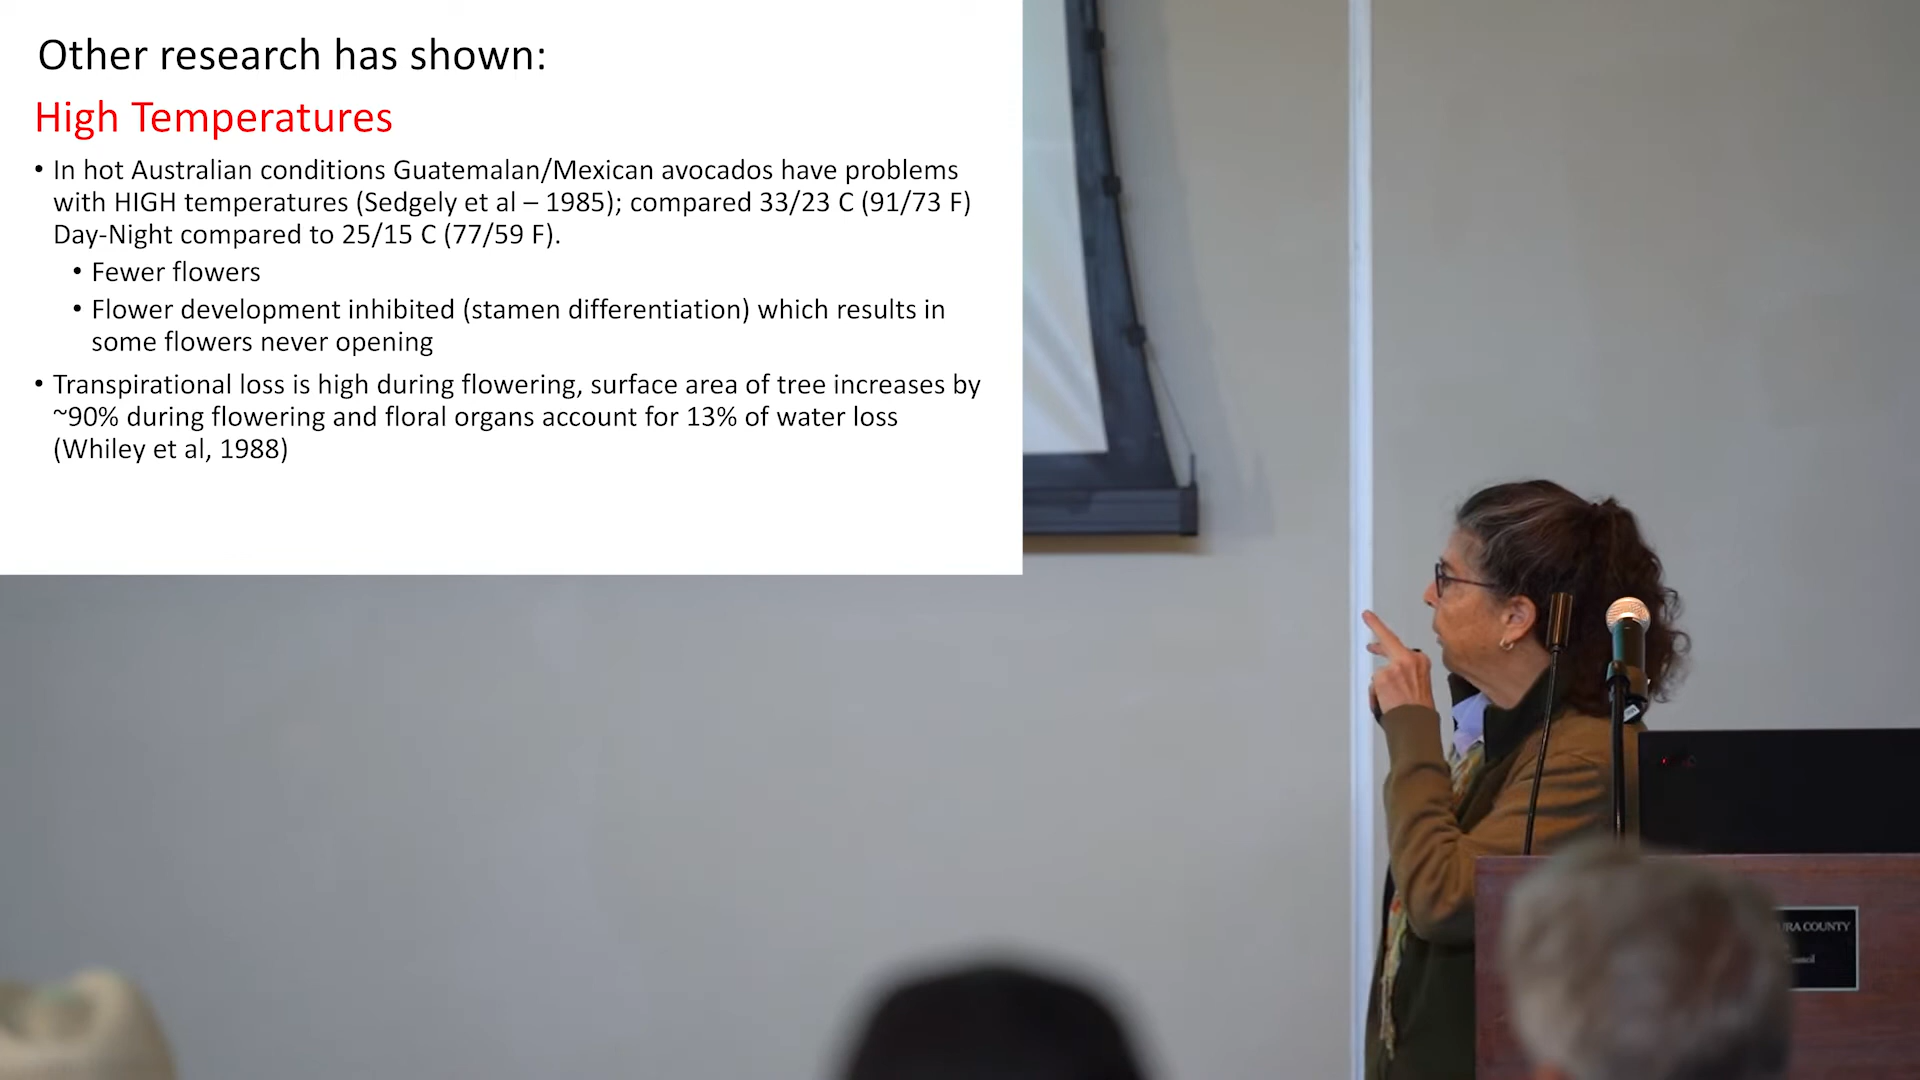 Other research has shown:
High Temperatures
• In hot Australian conditions Guatemalan/Mexican avocados have problems
with HIGH temperatures (Sedgely et al – 1985); compared 33/23 C (91/73 F)
Day-Night compared to 25/15 C (77/59 F).
• Fewer flowers
• Flower development inhibited (stamen differentiation) which results in
some flowers never opening
• Transpirational loss is high during flowering, surface area of tree increases by
~90% during flowering and floral organs account for 13% of water loss
(Whiley et al, 1988)
COUNTY